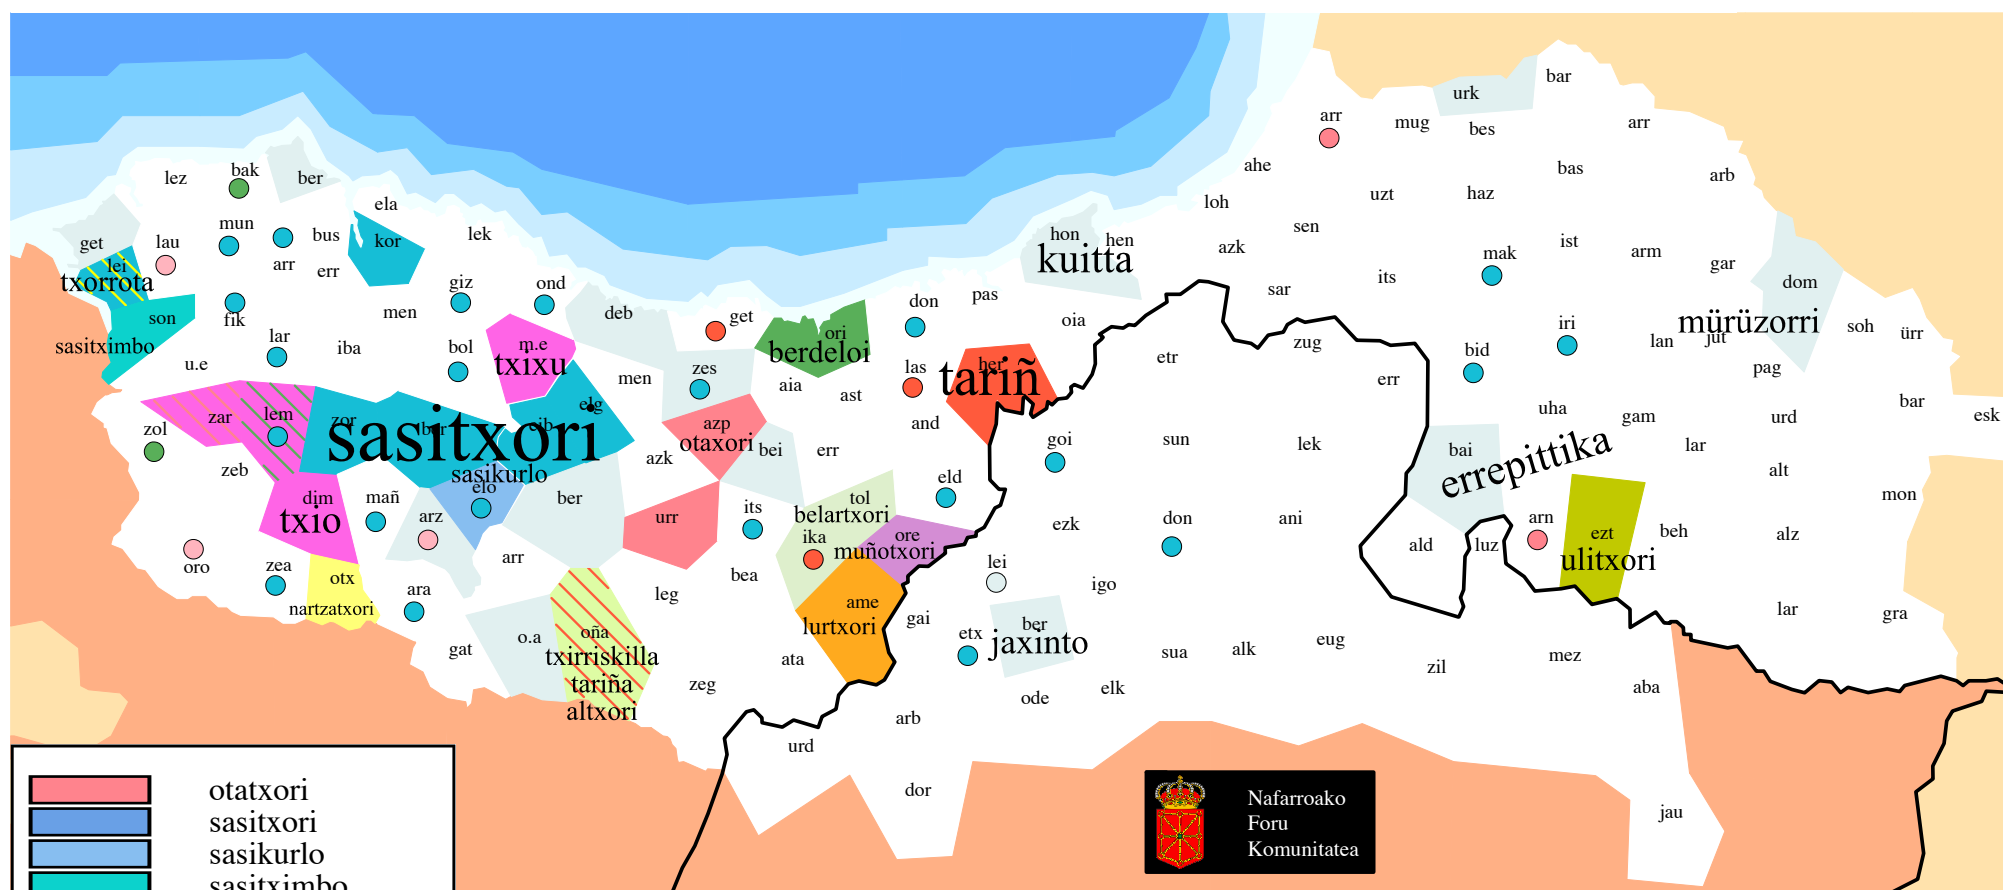 bar
urk
arr
mug
bes
arr
ahe
bas
lez
bak
ber
arb
uzt
haz
loh
ela
mun
bus
lek
sen
get
lau
kor
hon
hen
azk
ist
arr
err
kuitta
mak
arm
gar
lei
txorrota
giz
ond
its
dom
sar
pas
don
son
fik
men
deb
get
oia
iri
mürüzorri
soh
ürr
sasitximbo
lar
iba
bol
m.e
txixu
ori
berdeloi
etr
zug
bid
lan
jut
u.e
men
zes
aia
ast
las
her
tariñ
err
pag
zar
lem
zor
ber
eib
elg
sasitxori
azp
otaxori
and
uha
gam
urd
bar
esk
zol
zeb
sasikurlo
azk
bei
err
goi
sun
lek
bai
errepittika
lar
alt
dim
txio
mañ
elo
ber
eld
mon
arz
urr
its
tol
belartxori
ika
ore
muñotxori
ezk
don
ani
ald
luz
arn
ezt
ulitxori
beh
alz
oro
zea
otx
nartzatxori
ara
arr
leg
bea
ame
lurtxori
lei
igo
gai
lar
gra
gat
o.a
oña
txirriskilla
tariña
altxori
ata
etx
ber
jaxinto
sua
alk
eug
zil
mez
zeg
ode
elk
aba
arb
urd
dor
jau
otatxori
sasitxori
sasikurlo
sasitximbo
Nafarroako
Foru
Komunitatea